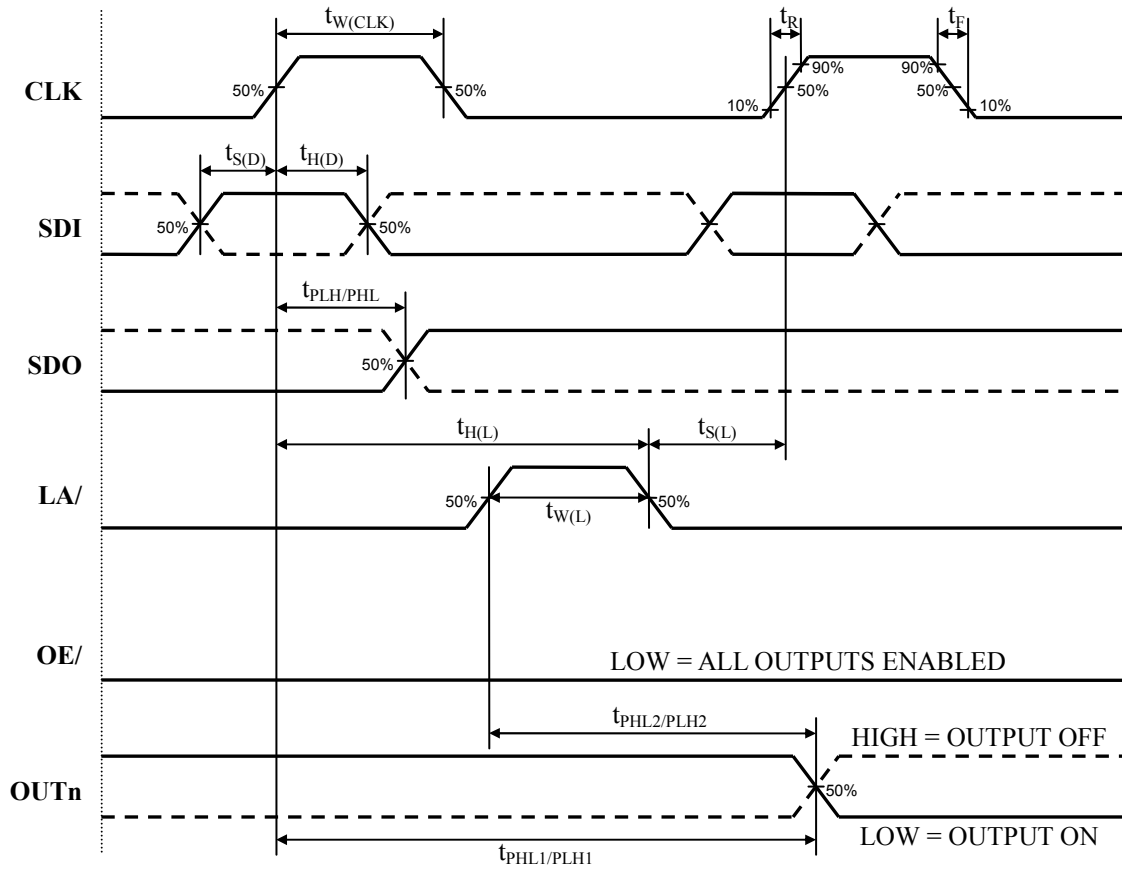 tW(CLK)
tR
tF
CLK
50%
50%
10%
90%
50%
90%
50%
10%
tS(D)
tH(D)
SDI
50%
50%
tPLH/PHL
SDO
50%
tH(L)
tS(L)
LA/
50%
tW(L)
50%
OE/
LOW = ALL OUTPUTS ENABLED
tPHL2/PLH2
HIGH = OUTPUT OFF
OUTn
50%
LOW = OUTPUT ON
tPHL1/PLH1